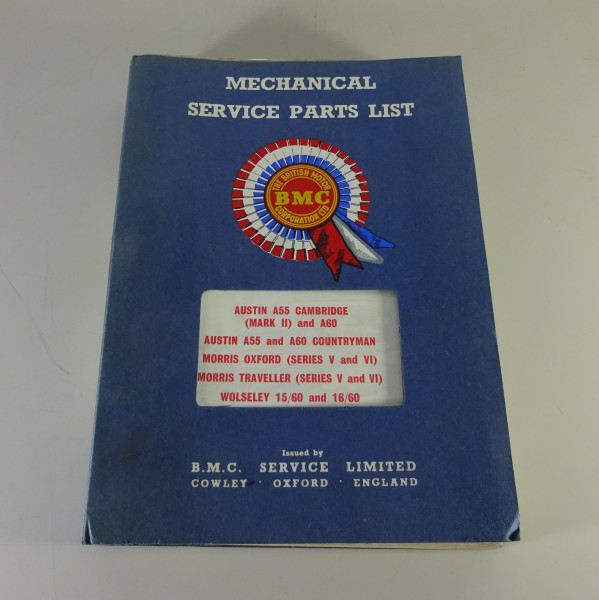 MECHANICAL
SERVICE PARTS LIST
THE BRITISH MOTOR
BMC
CORPORATION LTD
AUSTIN A55 CAMBRIDGE
(MARK II) and A60
AUSTIN A55 and A60 COUNTRYMAN
MORRIS OXFORD (SERIES V and VI)
MORRIS TRAVELLER (SERIES V and VI)
WOLSELEY 15/60 and 16/60
Issued by
B.M.C. SERVICE LIMITED
COWLEY · OXFORD · ENGLAND